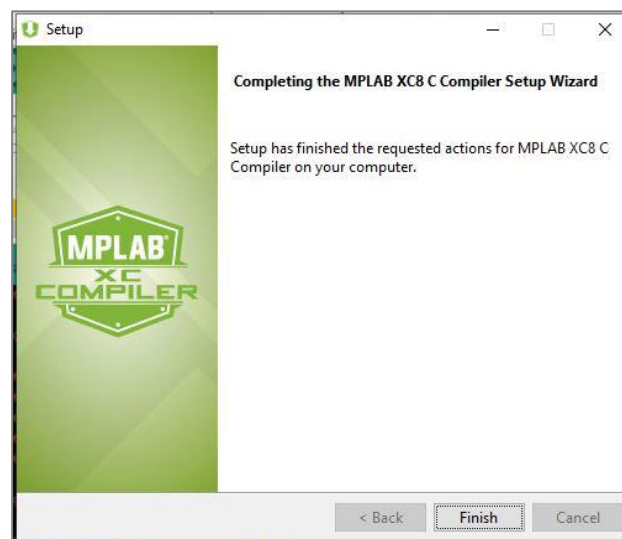 Setup
Completing the MPLAB XC8 C Compiler Setup Wizard
Setup has finished the requested actions for MPLAB XC8 C
Compiler on your computer.
MPLAB®
XC
COMPILER
< Back
Finish
Cancel